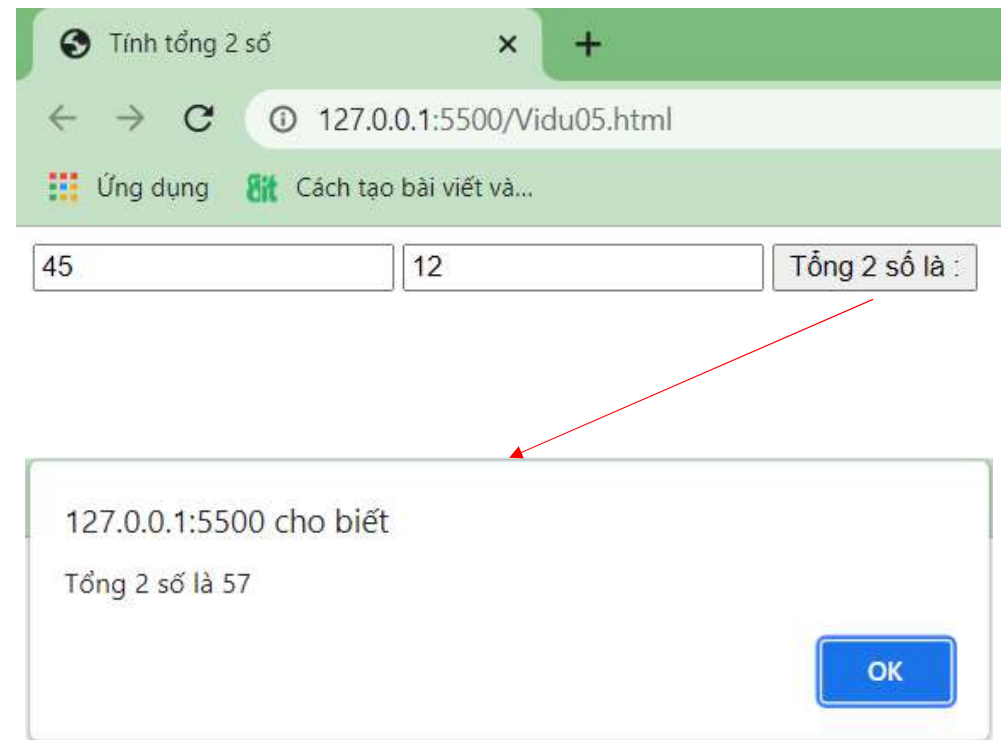 Tính tổng 2 số
127.0.0.1:5500/Vidu05.html
Ứng dụng Bit Cách tạo bài viết và...
45 12 Tổng 2 số là :
127.0.0.1:5500 cho biết
Tổng 2 số là 57
OK